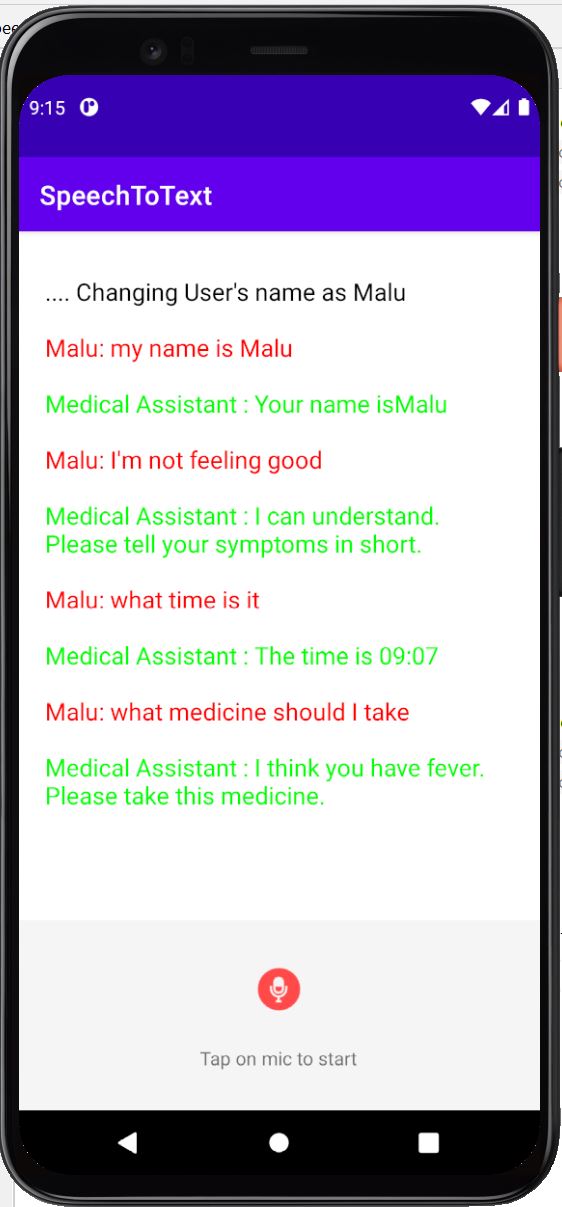 9:15
SpeechToText
.... Changing User's name as Malu
Malu: my name is Malu
Medical Assistant : Your name isMalu
Malu: I'm not feeling good
Medical Assistant : I can understand.
Please tell your symptoms in short.
Malu: what time is it
Medical Assistant : The time is 09:07
Malu: what medicine should I take
Medical Assistant : I think you have fever.
Please take this medicine.
Tap on mic to start